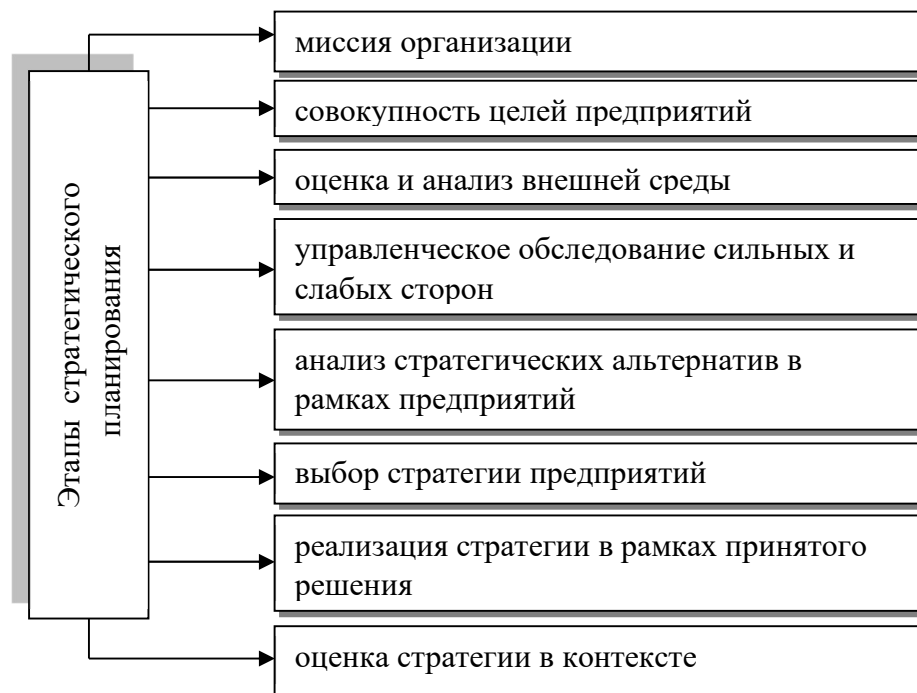 Этапы стратегического
планирования
миссия организации
совокупность целей предприятий
оценка и анализ внешней среды
управленческое обследование сильных и
слабых сторон
анализ стратегических альтернатив в
рамках предприятий
выбор стратегии предприятий
реализация стратегии в рамках принятого
решения
оценка стратегии в контексте